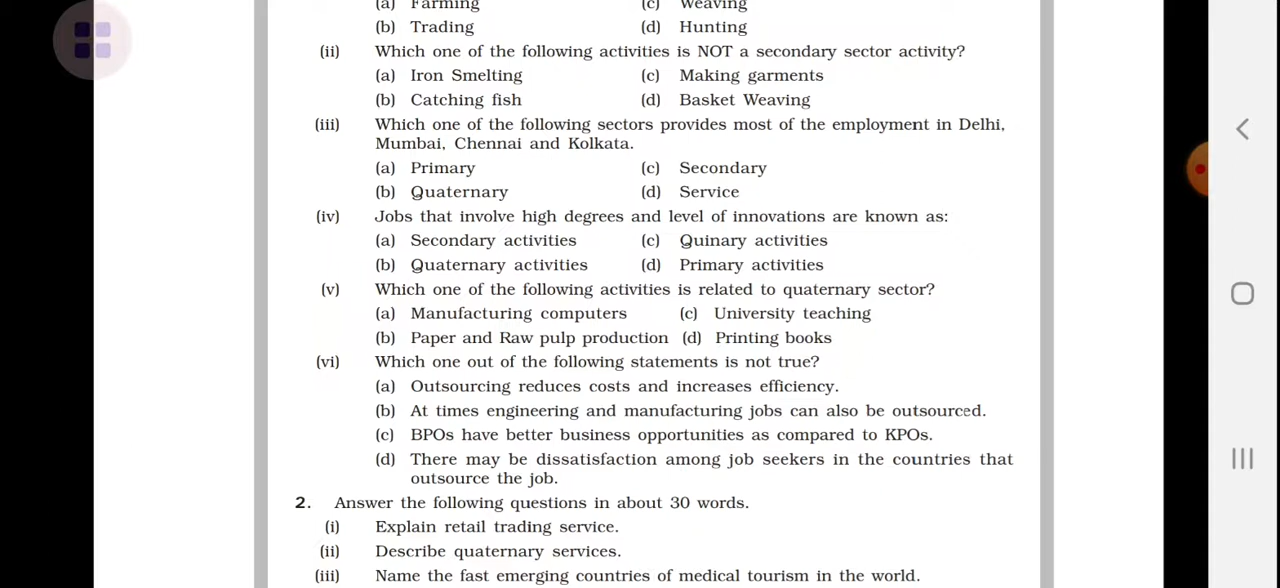 (a) Farming (c) Weaving
(b) Trading (d) Hunting
(ii) Which one of the following activities is NOT a secondary sector activity?
(a) Iron Smelting (c) Making garments
(b) Catching fish (d) Basket Weaving
(iii) Which one of the following sectors provides most of the employment in Delhi,
Mumbai, Chennai and Kolkata.
(a) Primary (c) Secondary
(b) Quaternary (d) Service
(iv) Jobs that involve high degrees and level of innovations are known as:
(a) Secondary activities (c) Quinary activities
(b) Quaternary activities (d) Primary activities
(v) Which one of the following activities is related to quaternary sector?
(a) Manufacturing computers (c) University teaching
(b) Paper and Raw pulp production (d) Printing books
(vi) Which one out of the following statements is not true?
(a) Outsourcing reduces costs and increases efficiency.
(b) At times engineering and manufacturing jobs can also be outsourced.
(c) BPOs have better business opportunities as compared to KPOs.
(d) There may be dissatisfaction among job seekers in the countries that
outsource the job.
2. Answer the following questions in about 30 words.
(i) Explain retail trading service.
(ii) Describe quaternary services.
(iii) Name the fast emerging countries of medical tourism in the world.